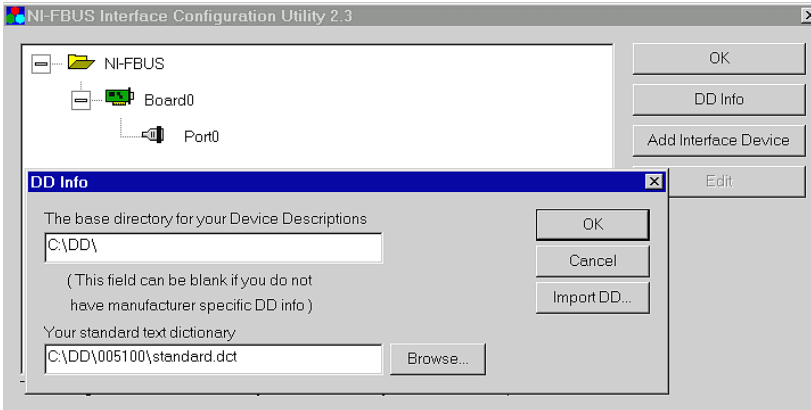 NI-FBUS Interface Configuration Utility 2.3
NI-FBUS
OK
Board0
DD Info
Port0
Add Interface Device
Edit
DD Info
The base directory for your Device Descriptions
OK
C:\DD\
Cancel
( This field can be blank if you do not
have manufacturer specific DD info )
Import DD...
Your standard text dictionary
C:\DD\005100\standard.dct
Browse...